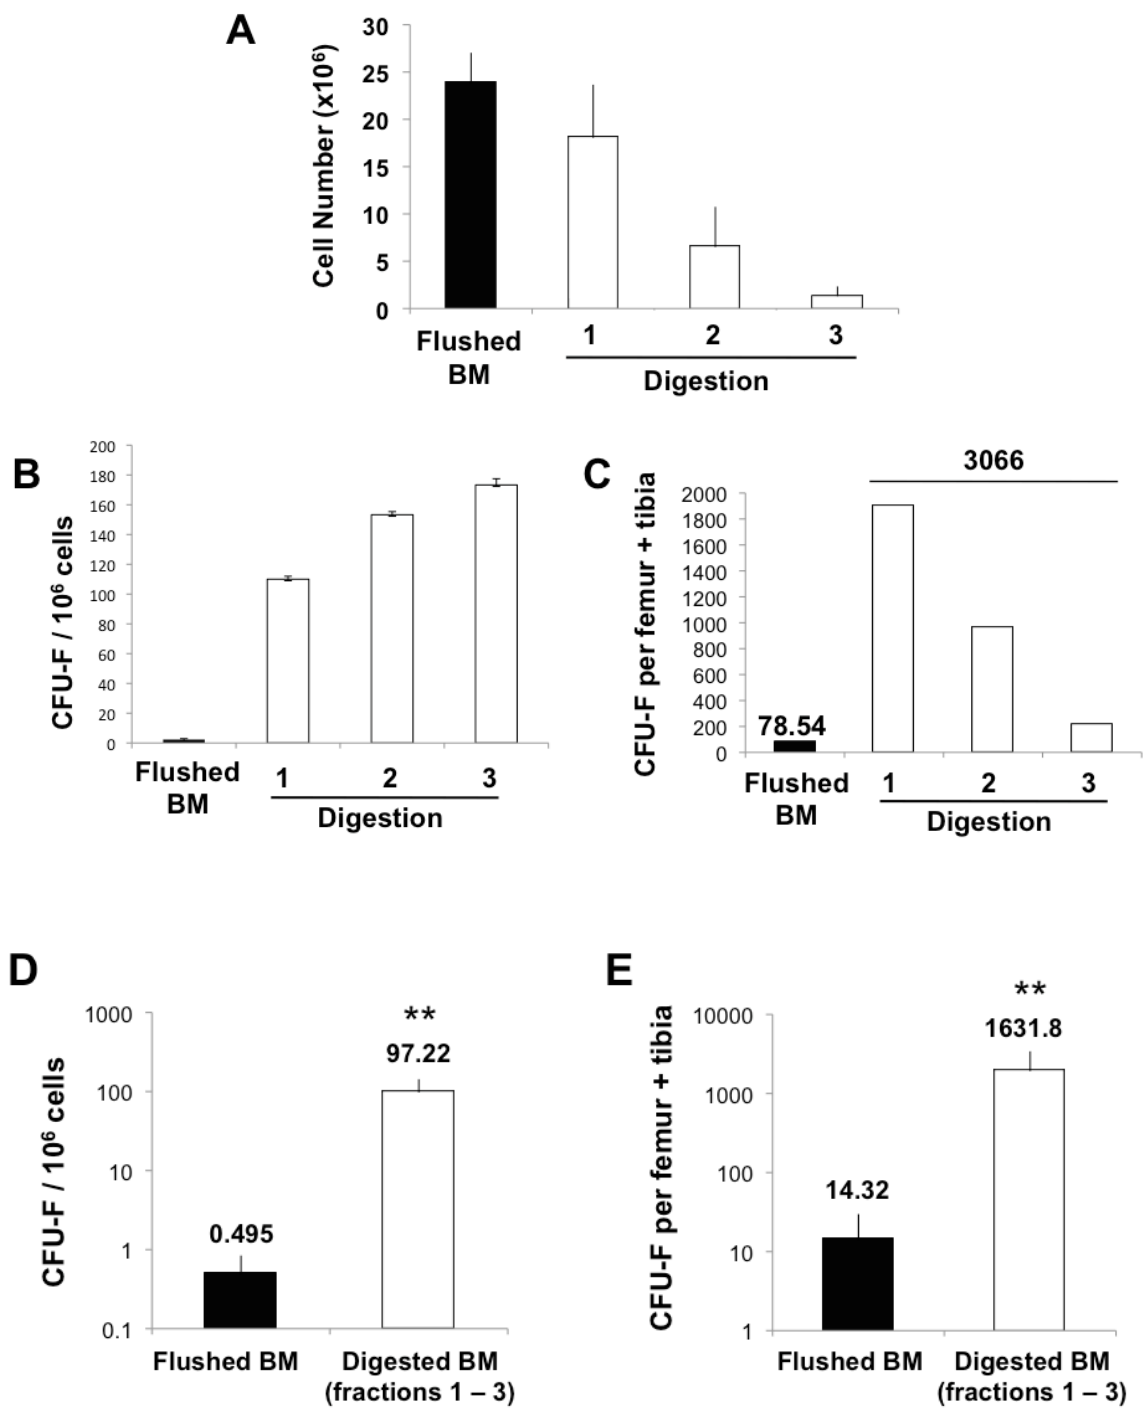 A
Cell Number (x10⁶)
30
25
20
15
10
5
0
Flushed
BM
1
2
3
Digestion
B
CFU-F / 10⁶ cells
200
180
160
140
120
100
80
60
40
20
0
Flushed
BM
1
2
3
Digestion
C
CFU-F per femur + tibia
3066
2000
1800
1600
1400
1200
1000
800
600
400
200
0
78.54
Flushed
BM
1
2
3
Digestion
D
CFU-F / 10⁶ cells
1000
100
10
1
0.1
**
97.22
0.495
Flushed BM
Digested BM
(fractions 1 – 3)
E
CFU-F per femur + tibia
10000
1000
100
10
1
**
1631.8
14.32
Flushed BM
Digested BM
(fractions 1 – 3)